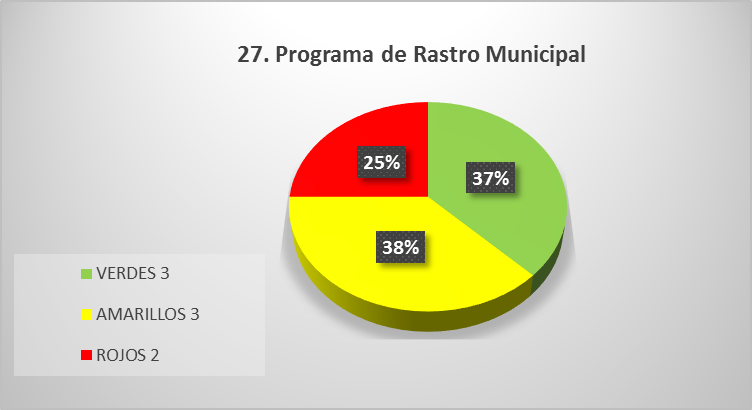 27. Programa de Rastro Municipal
25%
37%
38%
VERDES 3
AMARILLOS 3
ROJOS 2